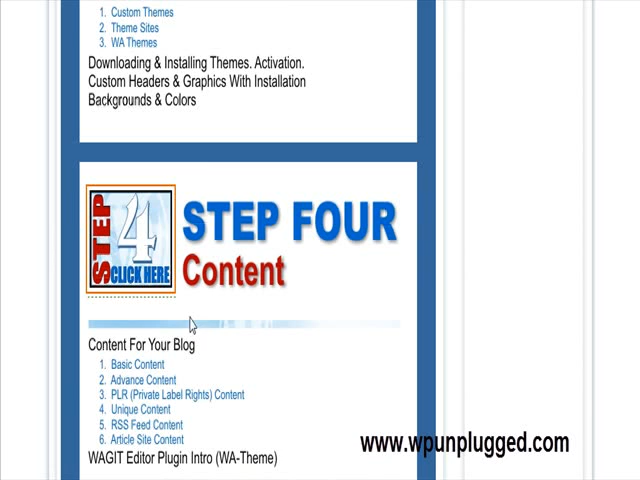 1. Custom Themes
2. Theme Sites
3. WA Themes
Downloading & Installing Themes. Activation.
Custom Headers & Graphics With Installation
Backgrounds & Colors
STEP
4
CLICK HERE
STEP FOUR
Content
Content For Your Blog
1. Basic Content
2. Advance Content
3. PLR (Private Label Rights) Content
4. Unique Content
5. RSS Feed Content
6. Article Site Content
WAGIT Editor Plugin Intro (WA-Theme)
www.wpunplugged.com